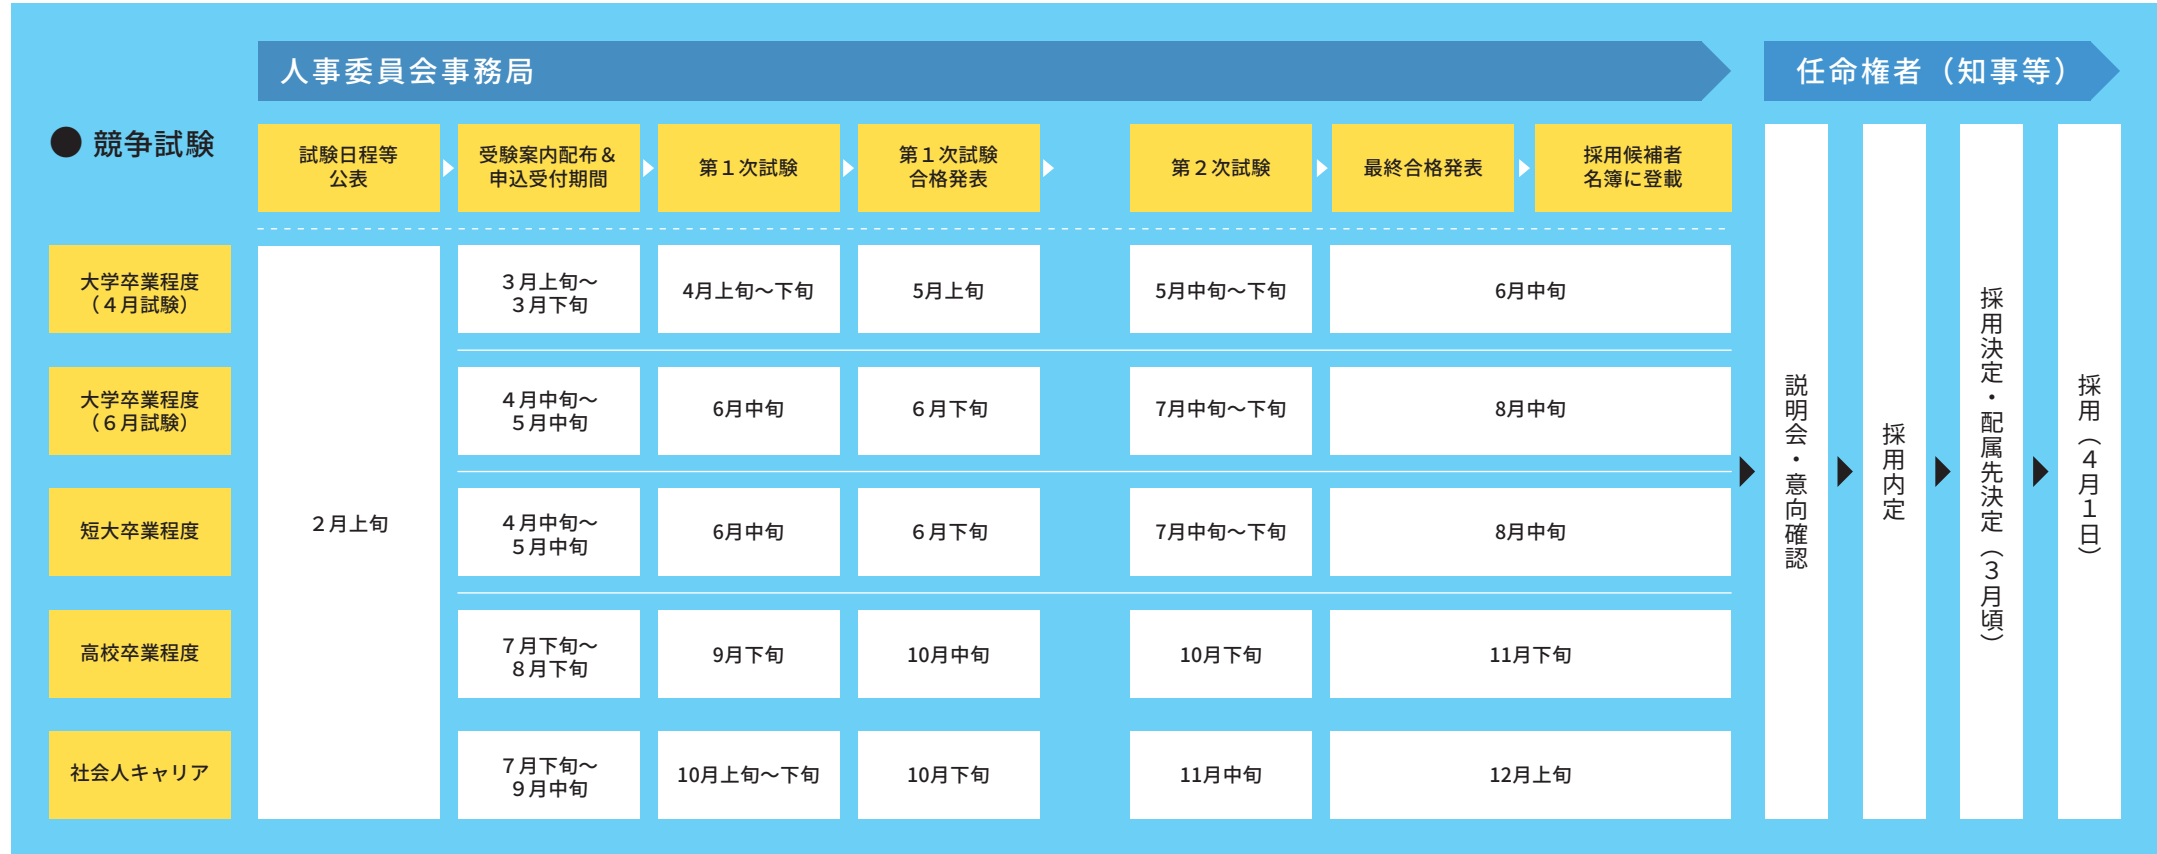 人事委員会事務局
任命権者（知事等）
● 競争試験
試験日程等
公表
受験案内配布＆
申込受付期間
第１次試験
第１次試験
合格発表
第２次試験
最終合格発表
採用候補者
名簿に登載
大学卒業程度
（４月試験）
２月上旬
３月上旬～
３月下旬
4月上旬～下旬
5月上旬
5月中旬～下旬
6月中旬
大学卒業程度
（６月試験）
４月中旬～
５月中旬
6月中旬
６月下旬
7月中旬～下旬
8月中旬
短大卒業程度
４月中旬～
５月中旬
6月中旬
６月下旬
7月中旬～下旬
8月中旬
高校卒業程度
７月下旬～
８月下旬
9月下旬
10月中旬
10月下旬
11月下旬
社会人キャリア
７月下旬～
９月中旬
10月上旬～下旬
10月下旬
11月中旬
12月上旬
説明会・意向確認
採用内定
採用決定・配属先決定（３月頃）
採用（４月１日）